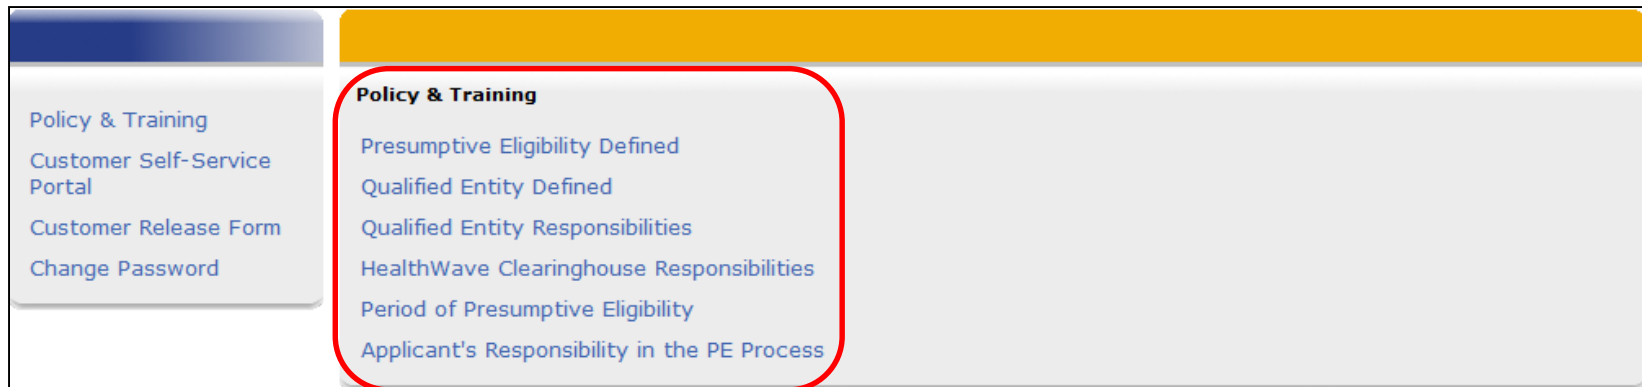 Policy & Training
Customer Self-Service
Portal
Customer Release Form
Change Password
Policy & Training
Presumptive Eligibility Defined
Qualified Entity Defined
Qualified Entity Responsibilities
HealthWave Clearinghouse Responsibilities
Period of Presumptive Eligibility
Applicant's Responsibility in the PE Process